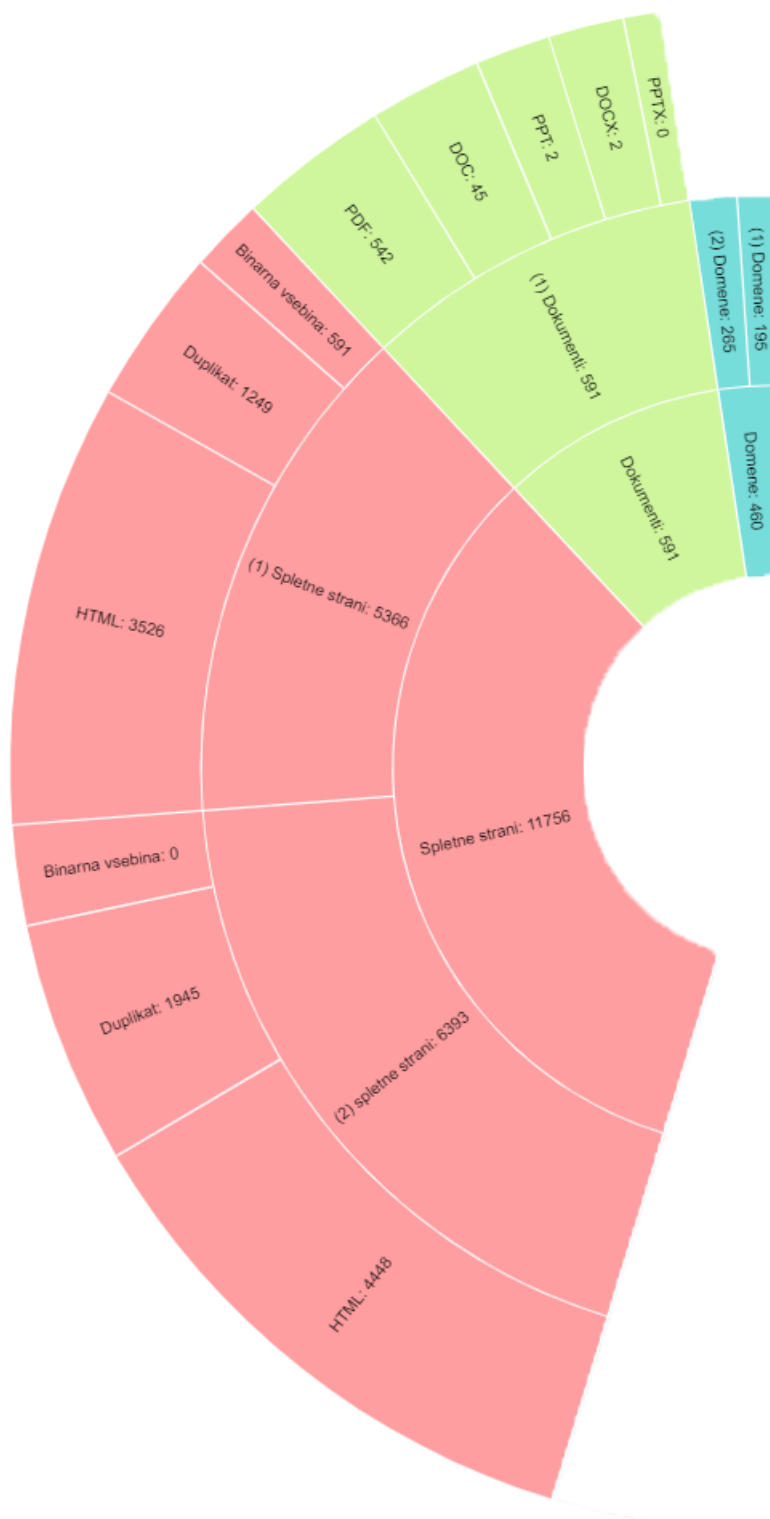 PPTX: 0
DOCX: 2
PPT: 2
DOC: 45
PDF: 542
(1) Dokumenti: 591
Dokumenti: 591
(1) Domene: 195
(2) Domene: 265
Domene: 460
Binarna vsebina: 591
Duplikat: 1249
HTML: 3526
(1) Spletne strani: 5366
Spletne strani: 11756
Binarna vsebina: 0
Duplikat: 1945
(2) spletne strani: 6393
HTML: 4448